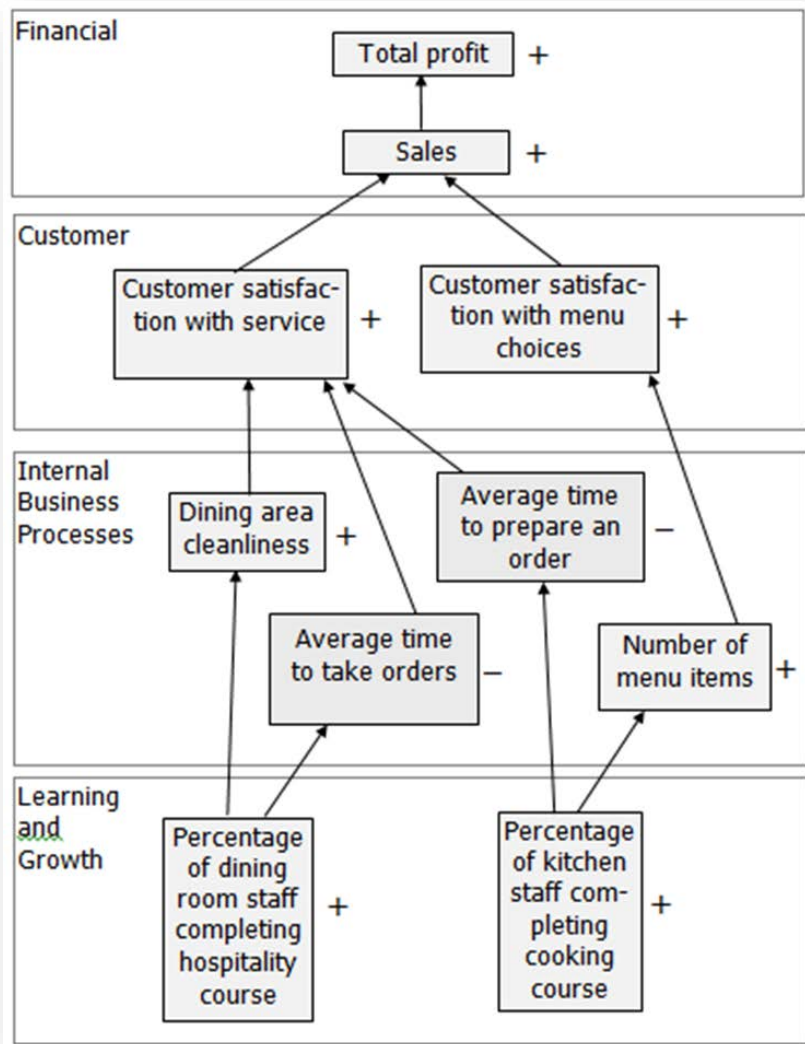 Financial
Total profit +
Sales +
Customer
Customer satisfac-
tion with service +
Customer satisfac-
tion with menu
choices +
Internal
Business
Processes
Dining area
cleanliness +
Average time
to prepare an
order −
Average time
to take orders −
Number of
menu items +
Learning
and
Growth
Percentage
of dining
room staff
completing
hospitality
course +
Percentage
of kitchen
staff com-
pleting
cooking
course +